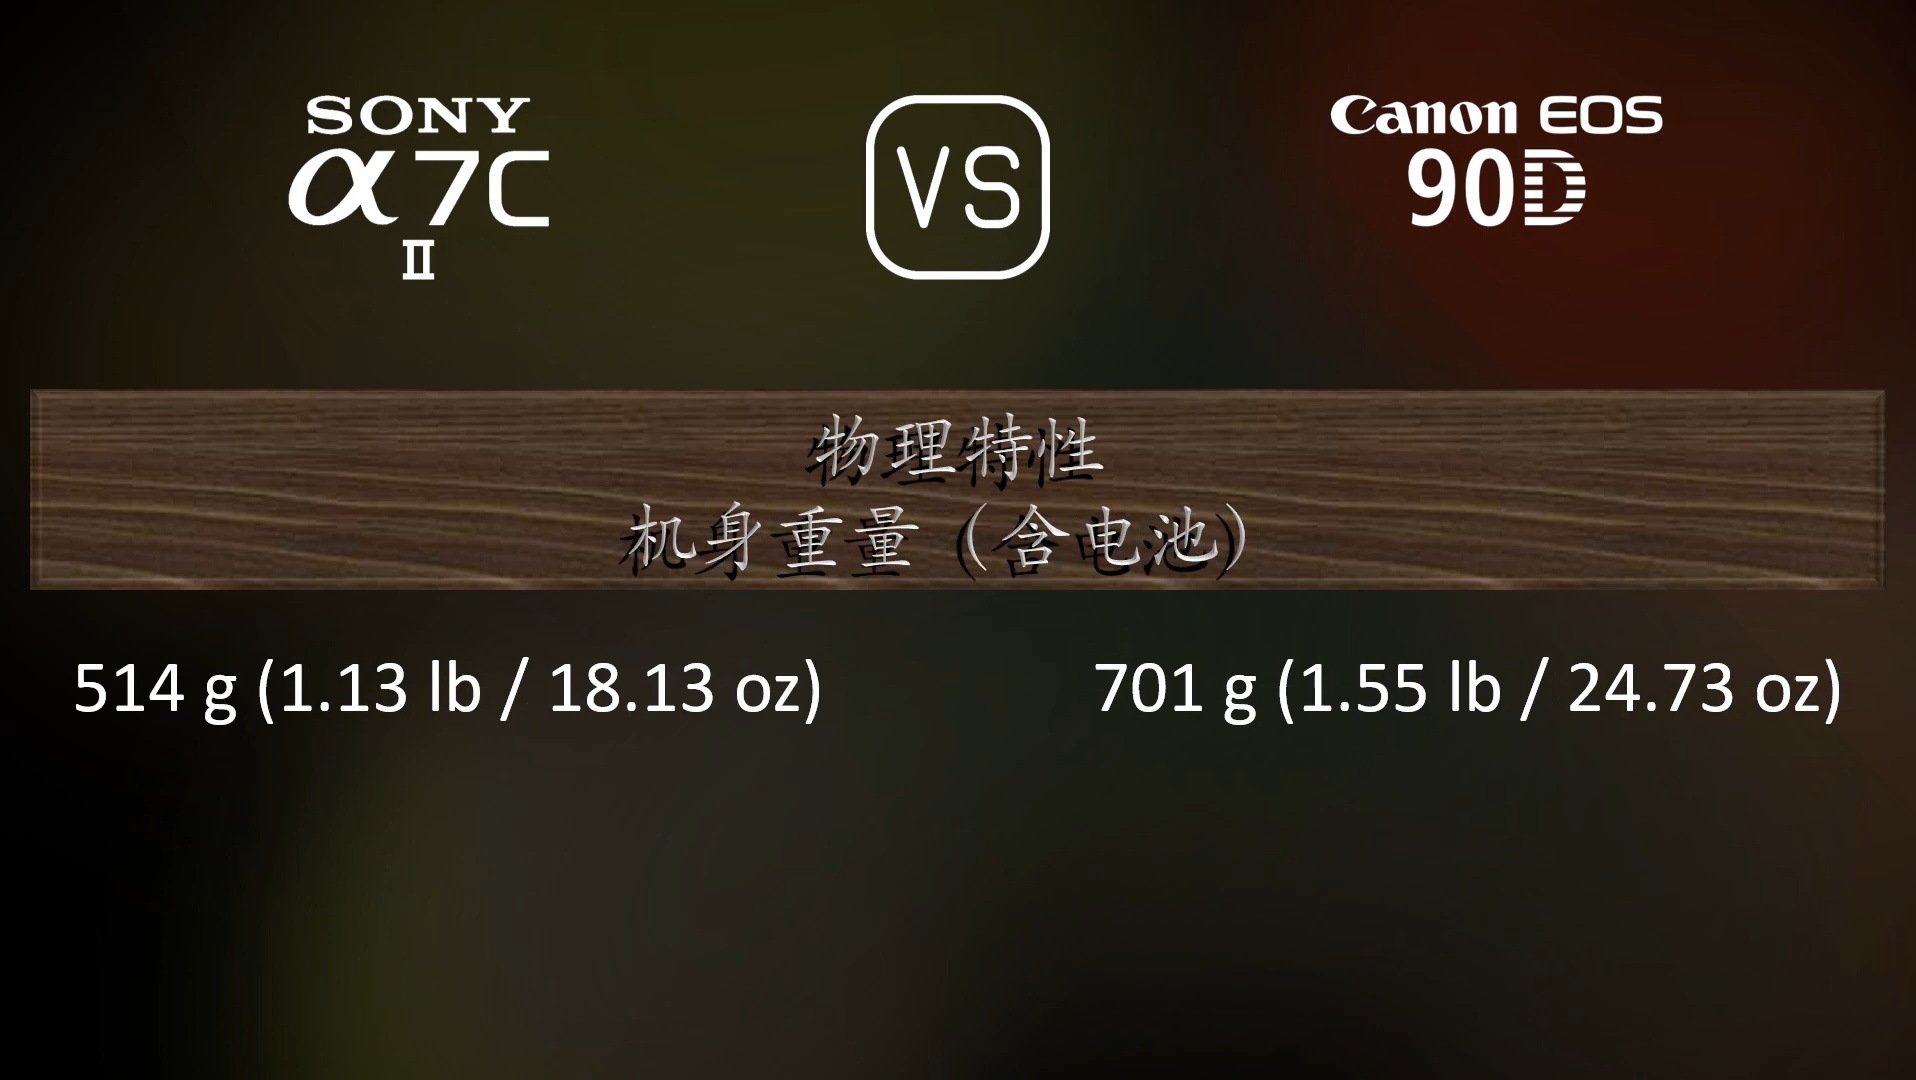 SONY
α7C
II
VS
Canon EOS
90D
物理特性
机身重量（含电池）
514 g (1.13 lb / 18.13 oz)
701 g (1.55 lb / 24.73 oz)